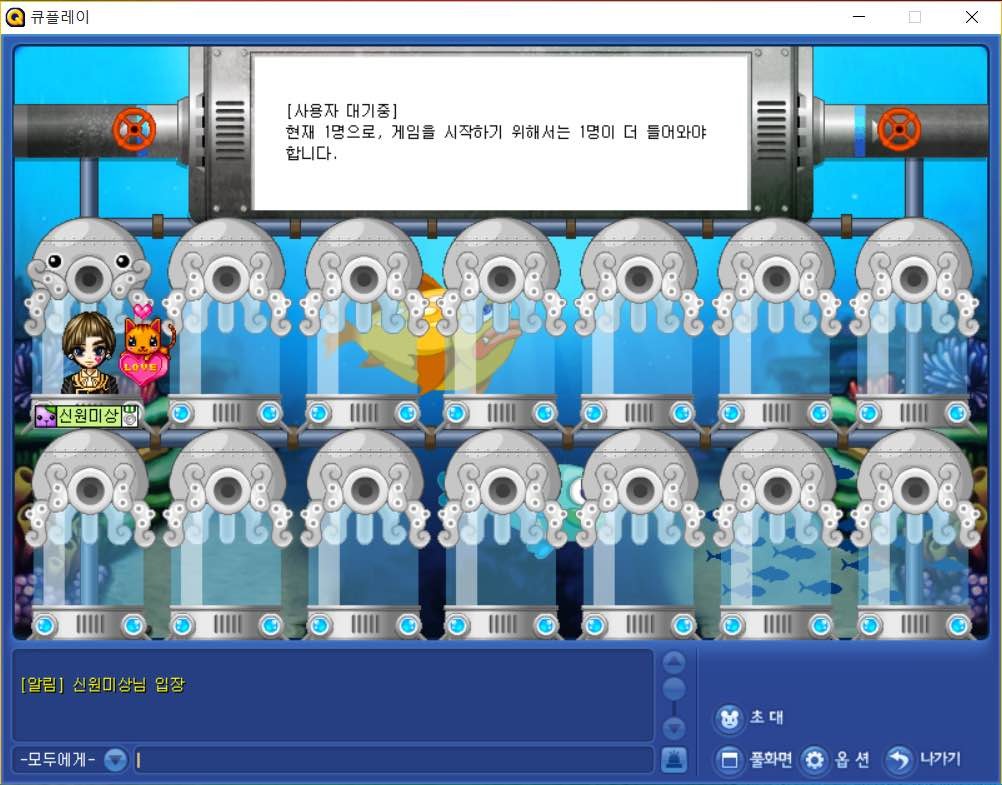 큐플레이
[사용자 대기중]
현재 1명으로, 게임을 시작하기 위해서는 1명이 더 들어와야
합니다.
LOVE
신원미상
[알림] 신원미상님 입장
초 대
-모두에게-
풀화면
옵 션
나가기